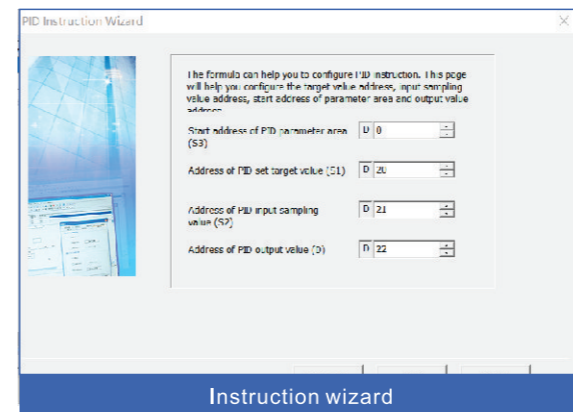 PID Instruction Wizard
The formula can help you to configure PID instruction. This page
will help you configure the target value address, input sampling
value address, start address of parameter area and output value
address
Start address of PID parameter area
(S3)
D 0
Address of PID set target value (S1)
D 20
Address of PID input sampling
value (S2)
D 21
Address of PID output value (D)
D 22
Instruction wizard